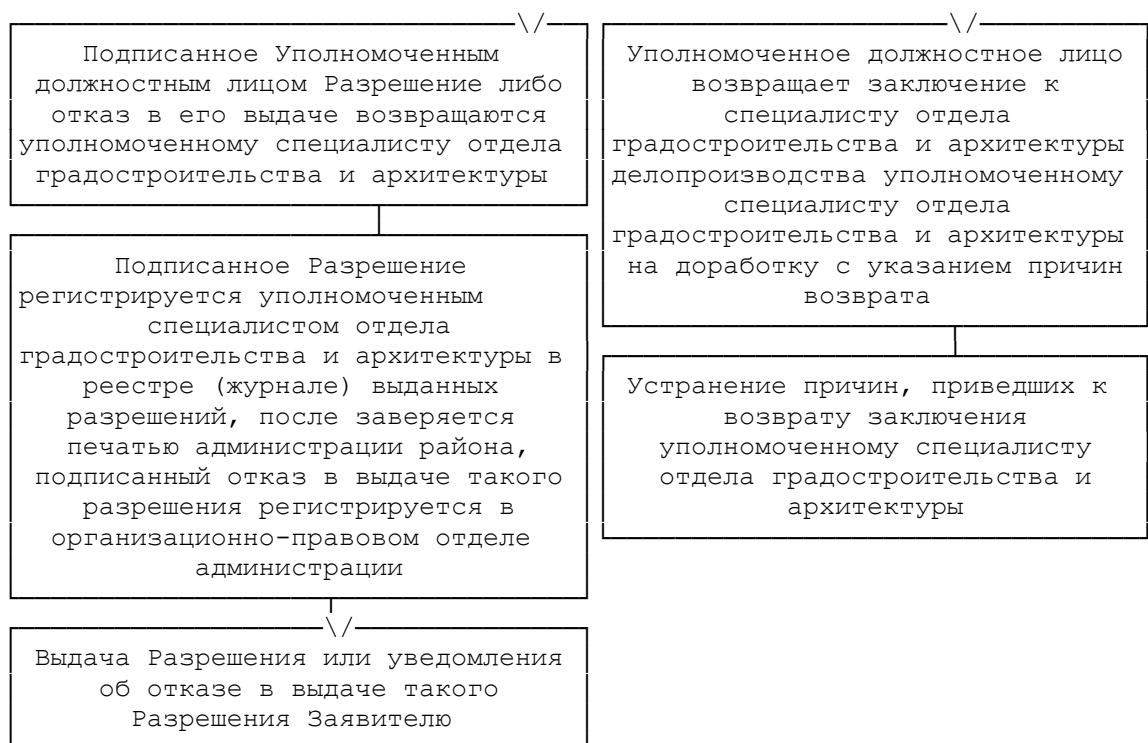 Подписанное Уполномоченным
должностным лицом Разрешение либо
отказ в его выдаче возвращаются
уполномоченному специалисту отдела
градостроительства и архитектуры
Подписанное Разрешение
регистрируется уполномоченным
специалистом отдела
градостроительства и архитектуры в
реестре (журнале) выданных
разрешений, после заверяется
печатью администрации района,
подписанный отказ в выдаче такого
разрешения регистрируется в
организационно-правовом отделе
администрации
Выдача Разрешения или уведомления
об отказе в выдаче такого
Разрешения Заявителю
Уполномоченное должностное лицо
возвращает заключение к
специалисту отдела
градостроительства и архитектуры
делопроизводства уполномоченному
специалисту отдела
градостроительства и архитектуры
на доработку с указанием причин
возврата
Устранение причин, приведших к
возврату заключения
уполномоченному специалисту
отдела градостроительства и
архитектуры